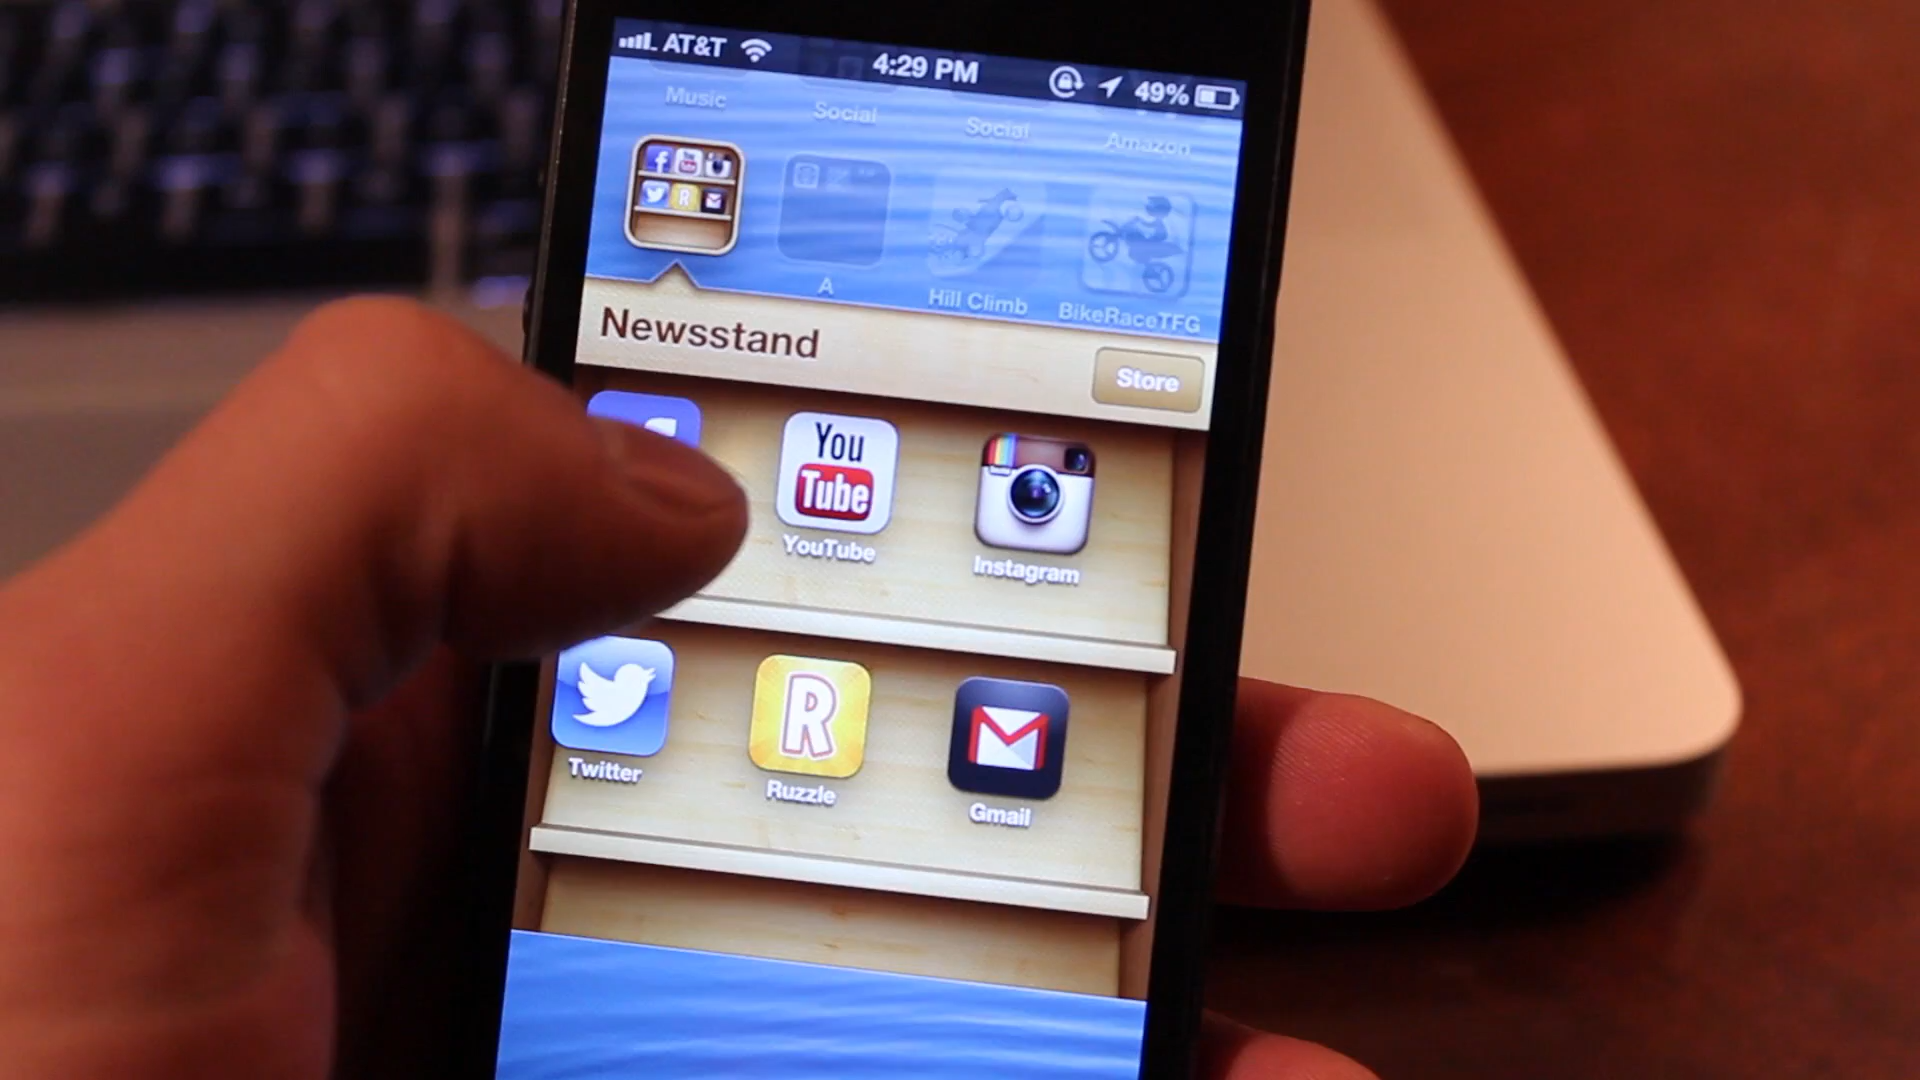 AT&T 4:29 PM 49%
Music Social Social Amazon
A Hill Climb BikeRaceTFG
Newsstand
Store
You
Tube
YouTube Instagram
R
Twitter Ruzzle Gmail